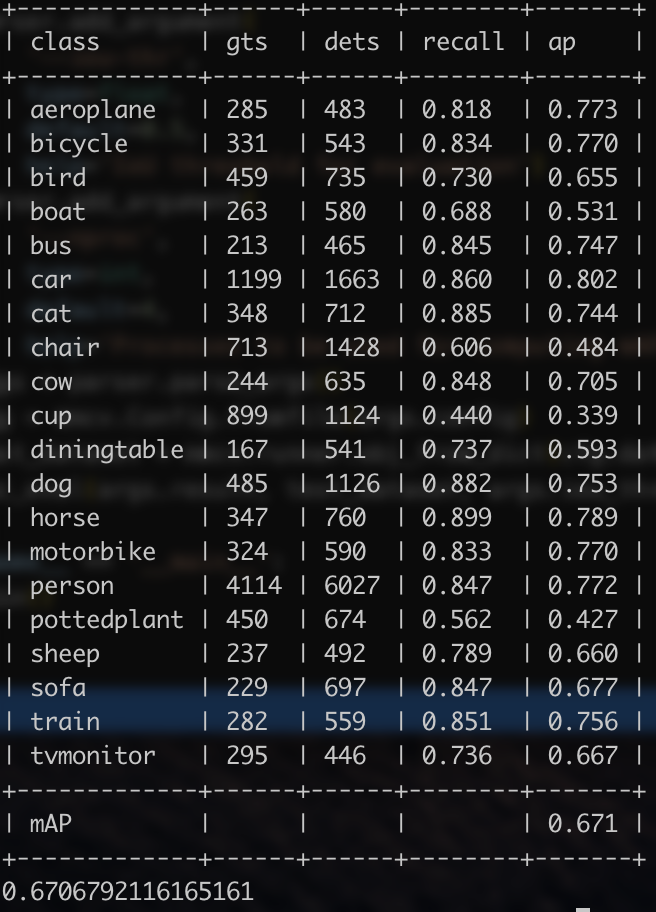 +-------------+------+------+--------+-------+
| class       | gts  | dets | recall | ap    |
+-------------+------+------+--------+-------+
| aeroplane   | 285  | 483  | 0.818  | 0.773 |
| bicycle     | 331  | 543  | 0.834  | 0.770 |
| bird        | 459  | 735  | 0.730  | 0.655 |
| boat        | 263  | 580  | 0.688  | 0.531 |
| bus         | 213  | 465  | 0.845  | 0.747 |
| car         | 1199 | 1663 | 0.860  | 0.802 |
| cat         | 348  | 712  | 0.885  | 0.744 |
| chair       | 713  | 1428 | 0.606  | 0.484 |
| cow         | 244  | 635  | 0.848  | 0.705 |
| cup         | 899  | 1124 | 0.440  | 0.339 |
| diningtable | 167  | 541  | 0.737  | 0.593 |
| dog         | 485  | 1126 | 0.882  | 0.753 |
| horse       | 347  | 760  | 0.899  | 0.789 |
| motorbike   | 324  | 590  | 0.833  | 0.770 |
| person      | 4114 | 6027 | 0.847  | 0.772 |
| pottedplant | 450  | 674  | 0.562  | 0.427 |
| sheep       | 237  | 492  | 0.789  | 0.660 |
| sofa        | 229  | 697  | 0.847  | 0.677 |
| train       | 282  | 559  | 0.851  | 0.756 |
| tvmonitor   | 295  | 446  | 0.736  | 0.667 |
+-------------+------+------+--------+-------+
| mAP         |      |      |        | 0.671 |
+-------------+------+------+--------+-------+
0.6706792116165161